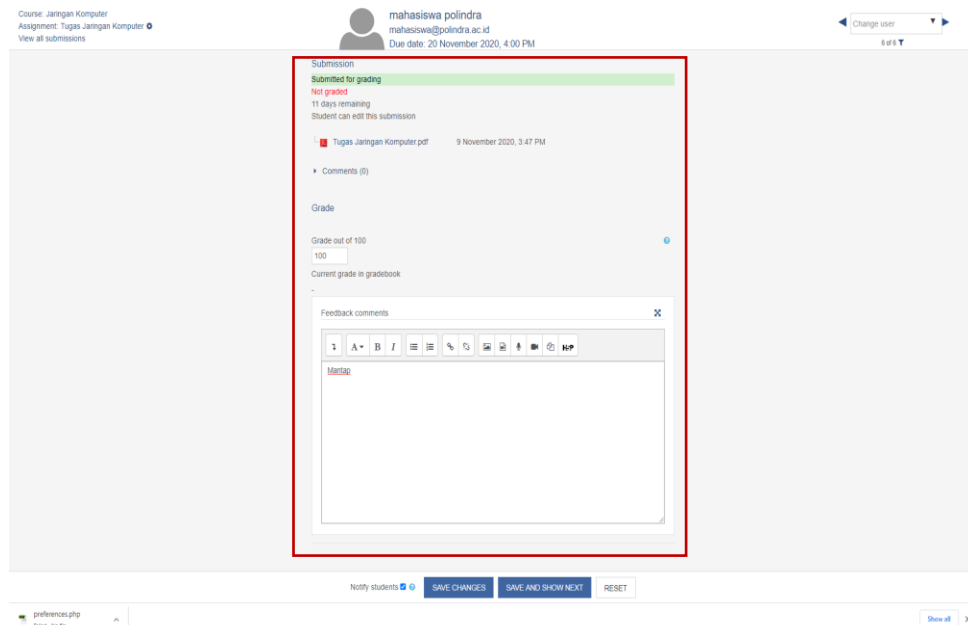 Course: Jaringan Komputer
Assignment: Tugas Jaringan Komputer
View all submissions
mahasiswa polindra
mahasiswa@polindra.ac.id
Due date: 20 November 2020, 4:00 PM
Change user
6 of 6
Submission
Submitted for grading
Not graded
11 days remaining
Student can edit this submission
Tugas Jaringan Komputer.pdf 9 November 2020, 3:47 PM
Comments (0)
Grade
Grade out of 100
100
Current grade in gradebook
-
Feedback comments
A B I H-P
Mantap
Notify students SAVE CHANGES SAVE AND SHOW NEXT RESET
preferences.php
Show all